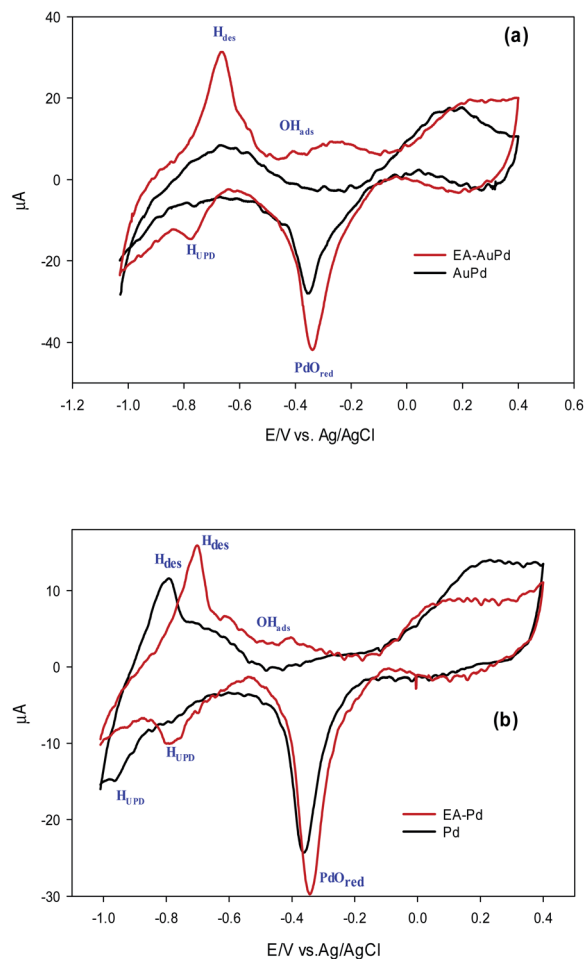 (a)
40
20
0
-20
-40
μA
H_des
OH_ads
H_UPD
PdO_red
EA-AuPd
AuPd
-1.2 -1.0 -0.8 -0.6 -0.4 -0.2 0.0 0.2 0.4 0.6
E/V vs. Ag/AgCl
10
0
-10
-20
-30
μA
H_des
H_des
OH_ads
H_UPD
H_UPD
(b)
PdO_red
EA-Pd
Pd
-1.0 -0.8 -0.6 -0.4 -0.2 0.0 0.2 0.4
E/V vs.Ag/AgCl